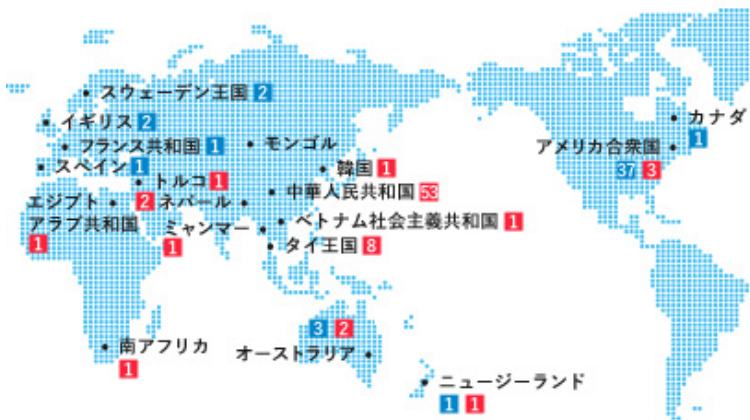 スウェーデン王国 2
イギリス 2
フランス共和国 1
スペイン 1
モンゴル
トルコ 1
韓国 1
中華人民共和国 53
エジプト
アラブ共和国
1
2 ネパール
ミャンマー
1
ベトナム社会主義共和国 1
タイ王国 8
南アフリカ
1
3 2
オーストラリア
ニュージーランド
1 1
カナダ
1
アメリカ合衆国
37 3